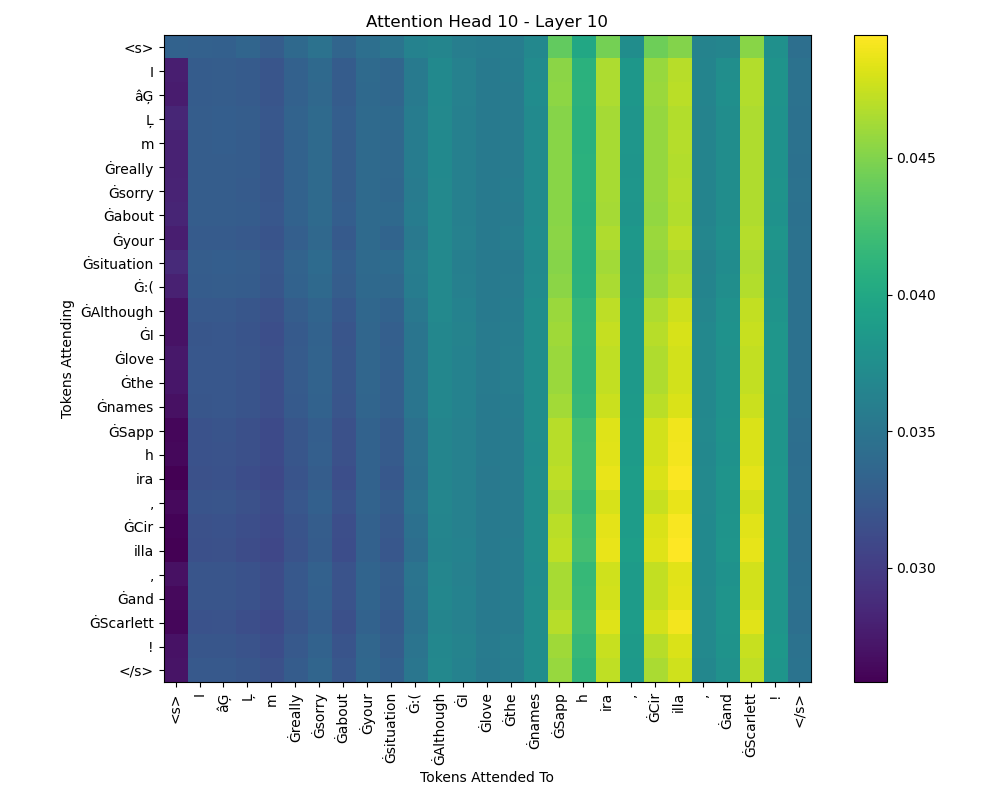 Attention Head 10 - Layer 10
Tokens Attending
<s>
I
âĢ
Ļ
m
Ġreally
Ġsorry
Ġabout
Ġyour
Ġsituation
Ġ:(
ĠAlthough
ĠI
Ġlove
Ġthe
Ġnames
ĠSapp
h
ira
,
ĠCir
illa
,
Ġand
ĠScarlett
!
</s>
<s>
I
âĢ
Ļ
m
Ġreally
Ġsorry
Ġabout
Ġyour
Ġsituation
Ġ:(
ĠAlthough
ĠI
Ġlove
Ġthe
Ġnames
ĠSapp
h
ira
,
ĠCir
illa
,
Ġand
ĠScarlett
!
</s>
Tokens Attended To
0.045
0.040
0.035
0.030